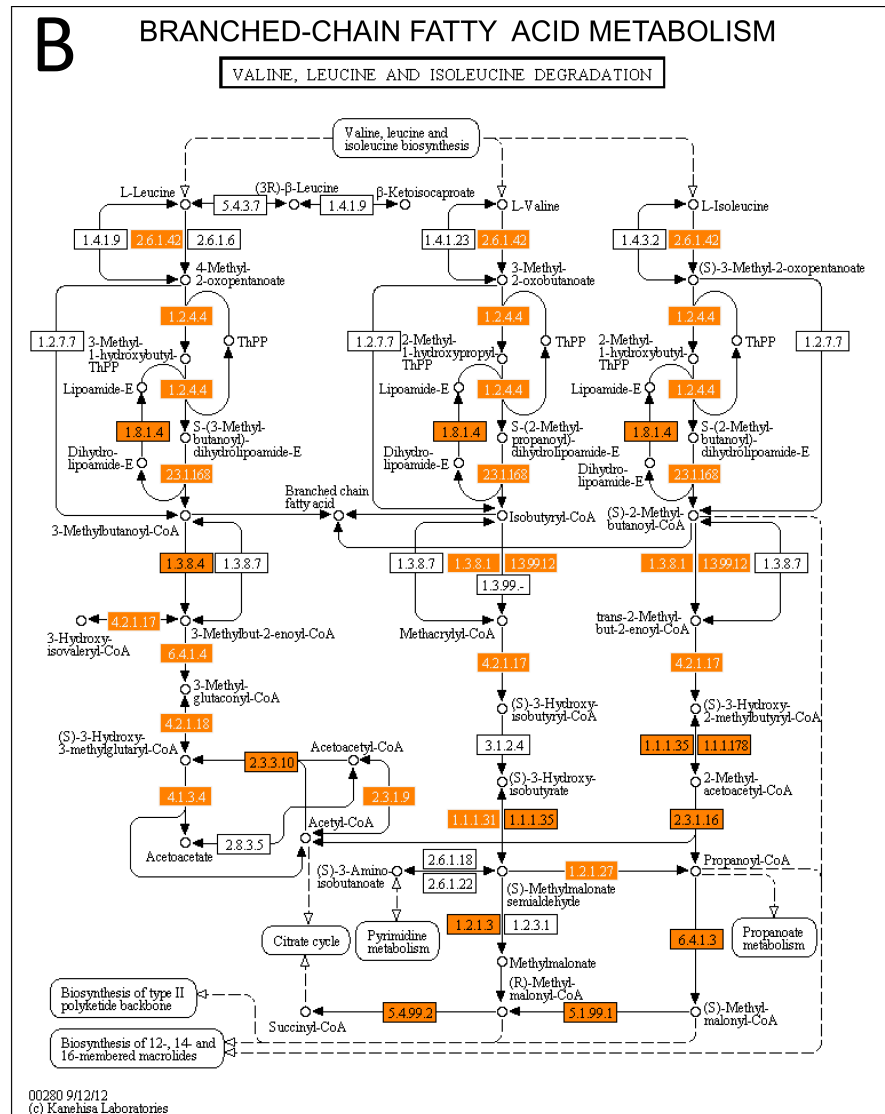 B
BRANCHED-CHAIN FATTY ACID METABOLISM
VALINE, LEUCINE AND ISOLEUCINE DEGRADATION
Valine, leucine and
isoleucine biosynthesis
L-Leucine
(3R)-β-Leucine
β-Ketoisocaproate
5.4.3.7
1.4.1.9
L-Valine
L-Isoleucine
1.4.1.9
2.6.1.42
2.6.1.6
1.4.1.23
2.6.1.42
1.4.3.2
2.6.1.42
4-Methyl-
2-oxopentanoate
3-Methyl-
2-oxobutanoate
(S)-3-Methyl-2-oxopentanoate
1.2.4.4
1.2.4.4
1.2.4.4
1.2.7.7
3-Methyl-
1-hydroxybutyl-
ThPP
ThPP
1.2.7.7
2-Methyl-
1-hydroxypropyl-
ThPP
ThPP
2-Methyl-
1-hydroxybutyl-
ThPP
ThPP
1.2.7.7
Lipoamide-E
1.2.4.4
Lipoamide-E
1.2.4.4
Lipoamide-E
1.2.4.4
1.8.1.4
S-(3-Methyl-
butanoyl)-
dihydrolipoamide-E
1.8.1.4
S-(2-Methyl-
propanoyl)-
dihydrolipoamide-E
1.8.1.4
S-(2-Methyl-
butanoyl)-
dihydrolipoamide-E
Dihydro-
lipoamide-E
2.3.1.168
Dihydro-
lipoamide-E
2.3.1.168
Dihydro-
lipoamide-E
2.3.1.168
Branched chain
fatty acid
3-Methylbutanoyl-CoA
Isobutyryl-CoA
(S)-2-Methyl-
butanoyl-CoA
1.3.8.4
1.3.8.7
1.3.8.7
1.3.8.1
1.3.99.12
1.3.99.-
1.3.8.1
1.3.99.12
1.3.8.7
4.2.1.17
3-Hydroxy-
isovaleryl-CoA
3-Methylbut-2-enoyl-CoA
Methacrylyl-CoA
trans-2-Methyl-
but-2-enoyl-CoA
6.4.1.4
4.2.1.17
4.2.1.17
3-Methyl-
glutaconyl-CoA
(S)-3-Hydroxy-
isobutyryl-CoA
(S)-3-Hydroxy-
2-methylbutyryl-CoA
4.2.1.18
(S)-3-Hydroxy-
3-methylglutaryl-CoA
3.1.2.4
1.1.1.35
1.1.1.178
2.3.3.10
Acetoacetyl-CoA
(S)-3-Hydroxy-
isobutyrate
2-Methyl-
acetoacetyl-CoA
4.1.3.4
2.3.1.9
1.1.1.31
1.1.1.35
2.3.1.16
Acetoacetate
2.8.3.5
Acetyl-CoA
(S)-3-Amino-
isobutanoate
2.6.1.18
2.6.1.22
1.2.1.27
Propanoyl-CoA
(S)-Methylmalonate
semialdehyde
Citrate cycle
Pyrimidine
metabolism
1.2.1.3
1.2.3.1
6.4.1.3
Propanoate
metabolism
Methylmalonate
Biosynthesis of type II
polyketide backbone
(R)-Methyl-
malonyl-CoA
Succinyl-CoA
5.4.99.2
5.1.99.1
(S)-Methyl-
malonyl-CoA
Biosynthesis of 12-, 14- and
16-membered macrolides
00280 9/12/12
(c) Kanehisa Laboratories